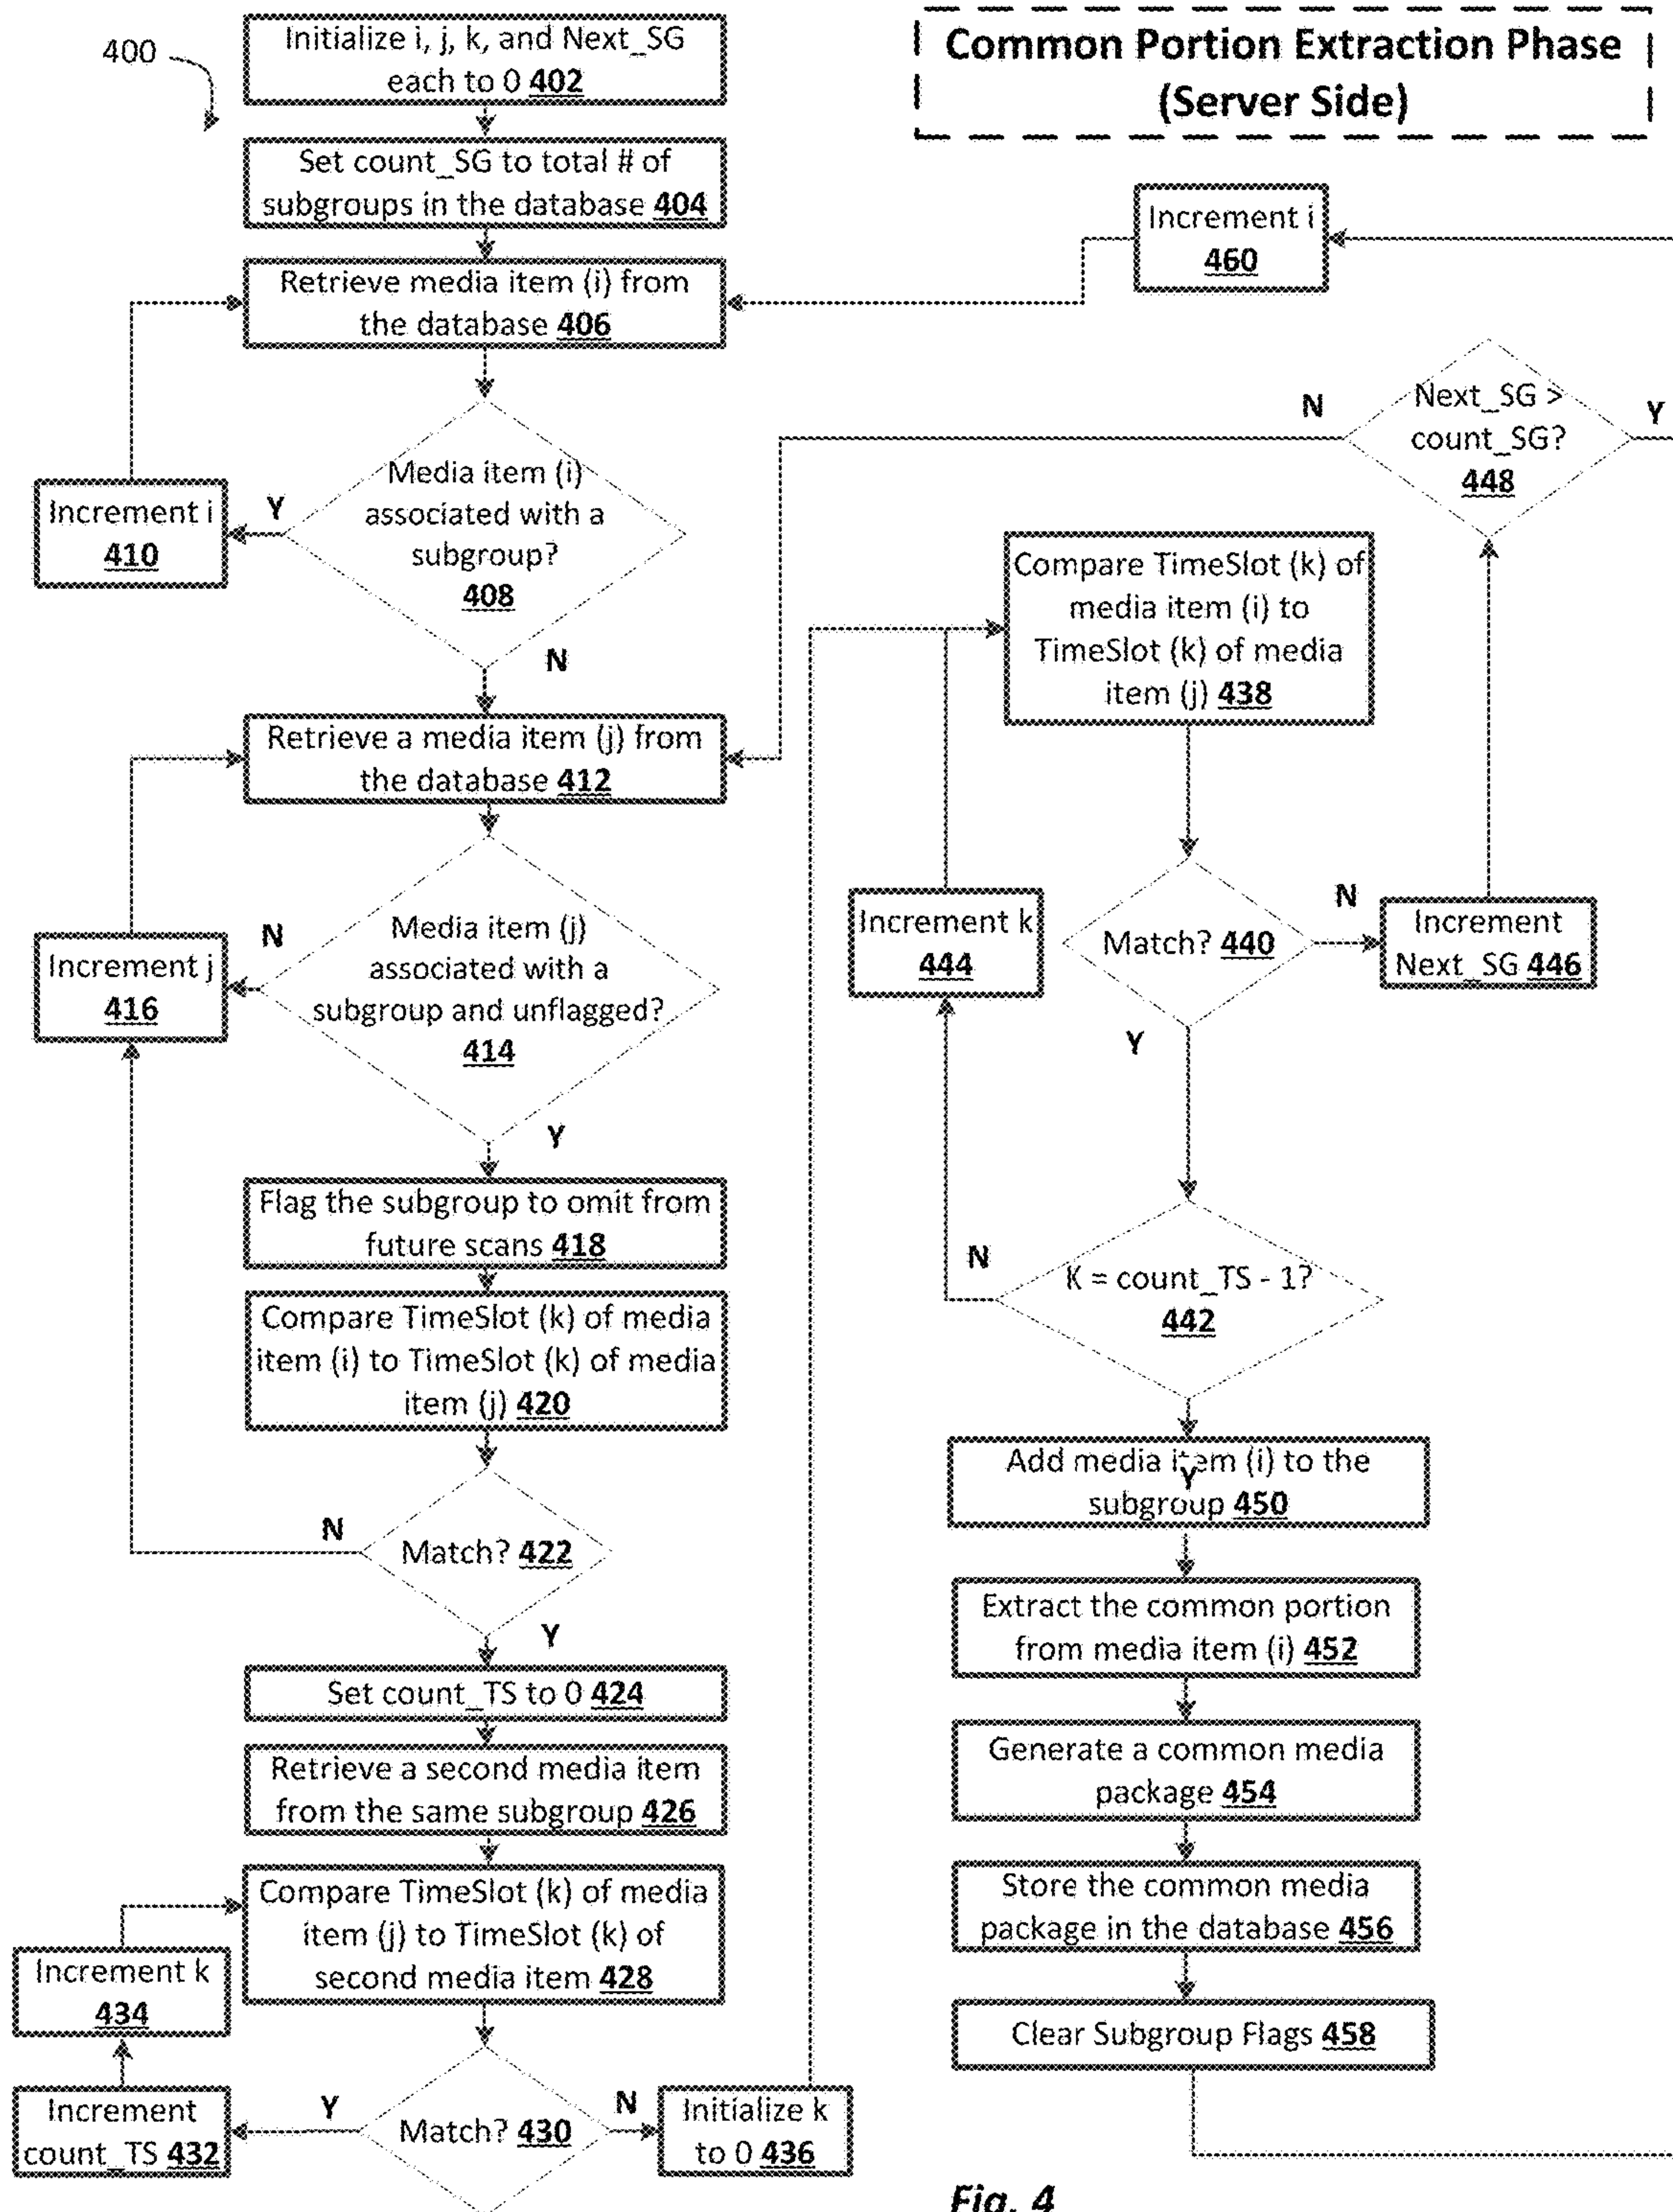 400
Initialize i, j, k, and Next_SG
each to 0 402
Set count_SG to total # of
subgroups in the database 404
Retrieve media item (i) from
the database 406
Media item (i)
associated with a
subgroup?
408
Y
Increment i
410
N
Retrieve a media item (j) from
the database 412
Media item (j)
associated with a
subgroup and unflagged?
414
N
Increment j
416
Y
Flag the subgroup to omit from
future scans 418
Compare TimeSlot (k) of media
item (i) to TimeSlot (k) of media
item (j) 420
Match? 422
N
Y
Set count_TS to 0 424
Retrieve a second media item
from the same subgroup 426
Compare TimeSlot (k) of media
item (j) to TimeSlot (k) of
second media item 428
Increment k
434
Increment
count_TS 432
Y
Match? 430
N
Initialize k
to 0 436
Common Portion Extraction Phase
(Server Side)
Increment i
460
N
Next_SG >
count_SG?
448
Y
Compare TimeSlot (k) of
media item (i) to
TimeSlot (k) of media
item (j) 438
Increment k
444
Match? 440
N
Increment
Next_SG 446
Y
N
K = count_TS - 1?
442
Y
Add media item (i) to the
subgroup 450
Extract the common portion
from media item (i) 452
Generate a common media
package 454
Store the common media
package in the database 456
Clear Subgroup Flags 458
Fig. 4